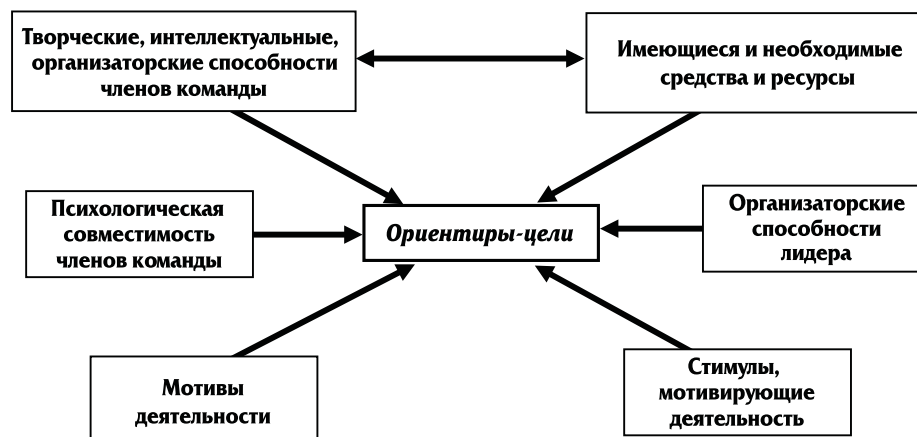 Творческие, интеллектуальные,
организаторские способности
членов команды
Имеющиеся и необходимые
средства и ресурсы
Психологическая
совместимость
членов команды
Ориентиры-цели
Организаторские
способности
лидера
Мотивы
деятельности
Стимулы,
мотивирующие
деятельность